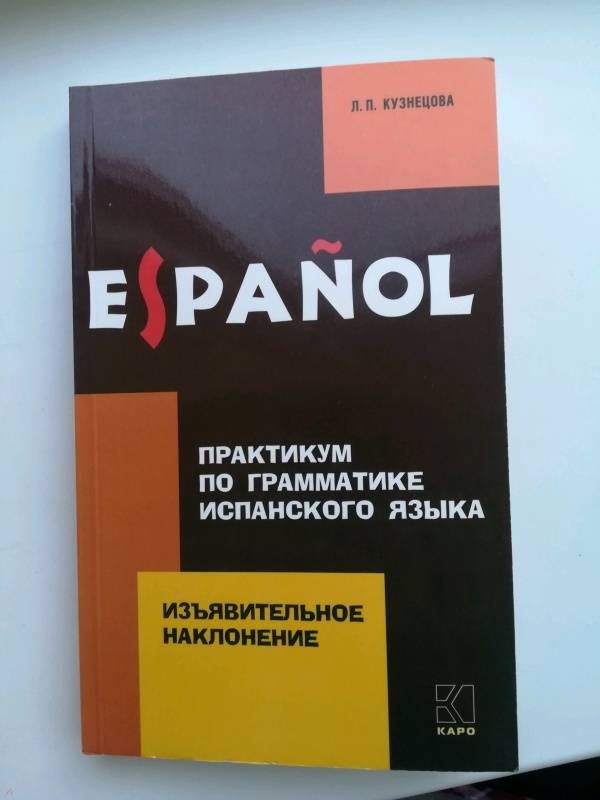 Л. П. КУЗНЕЦОВА
ESPAÑOL
ПРАКТИКУМ
ПО ГРАММАТИКЕ
ИСПАНСКОГО ЯЗЫКА
ИЗЪЯВИТЕЛЬНОЕ
НАКЛОНЕНИЕ
КАРО